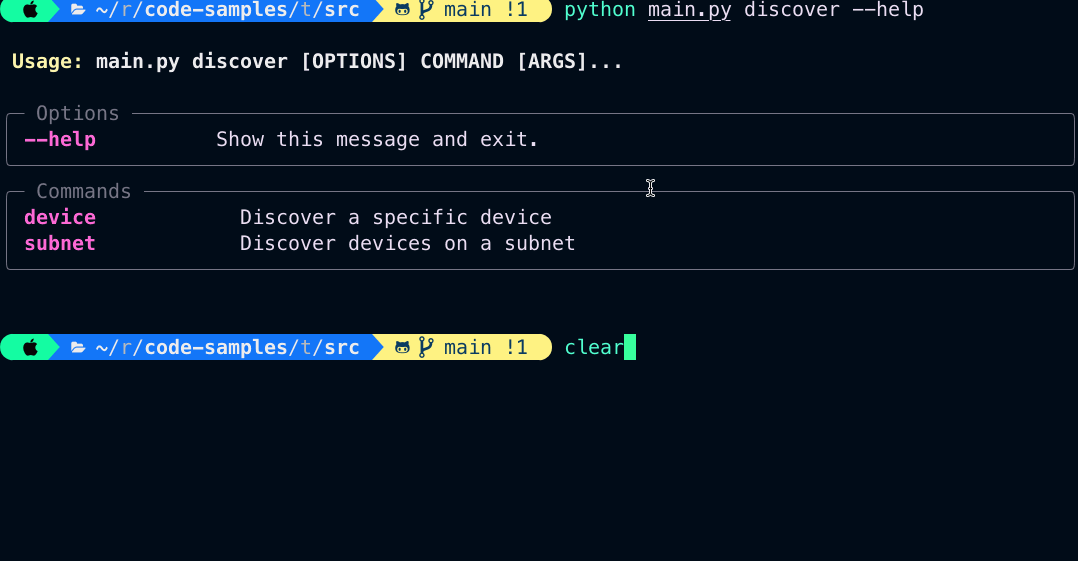 ~/r/code-samples/t/src main !1 python main.py discover --help
Usage: main.py discover [OPTIONS] COMMAND [ARGS]...
Options
--help Show this message and exit.
Commands
device Discover a specific device
subnet Discover devices on a subnet
~/r/code-samples/t/src main !1 clear